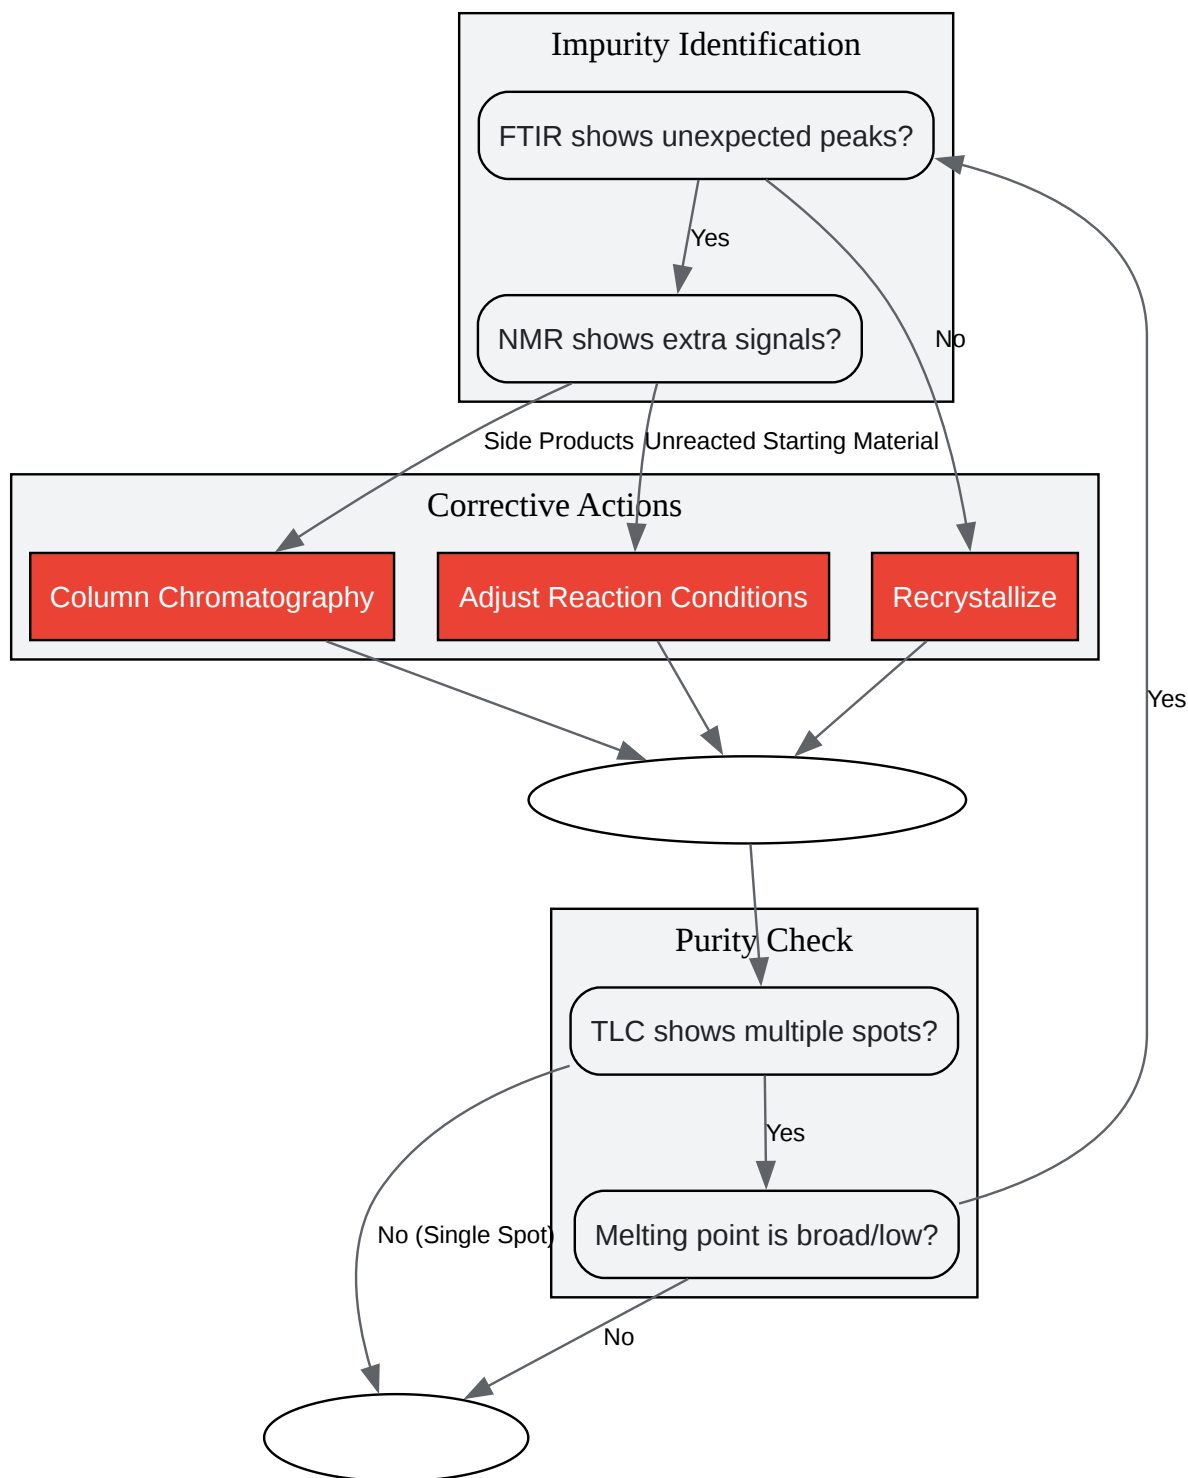 Impurity Identification
FTIR shows unexpected peaks?
Yes
NMR shows extra signals?
No
Side Products
Unreacted Starting Material
Corrective Actions
Column Chromatography
Adjust Reaction Conditions
Recrystallize
Yes
Purity Check
TLC shows multiple spots?
Yes
No (Single Spot)
Melting point is broad/low?
No